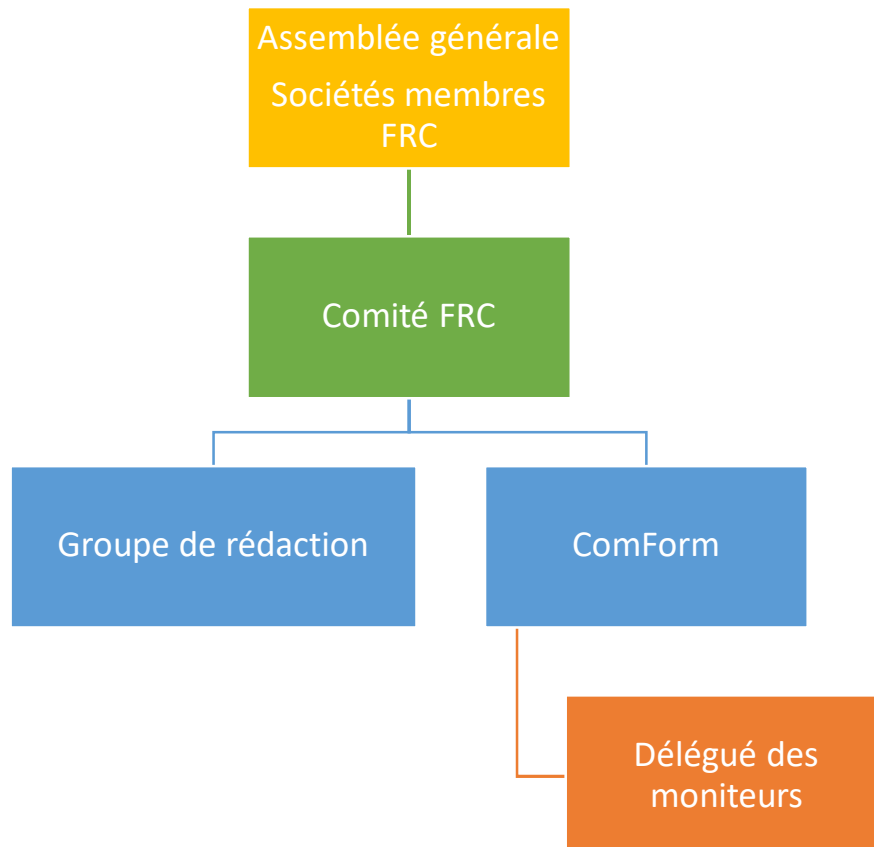 Assemblée générale
Sociétés membres
FRC
Comité FRC
Groupe de rédaction
ComForm
Délégué des
moniteurs